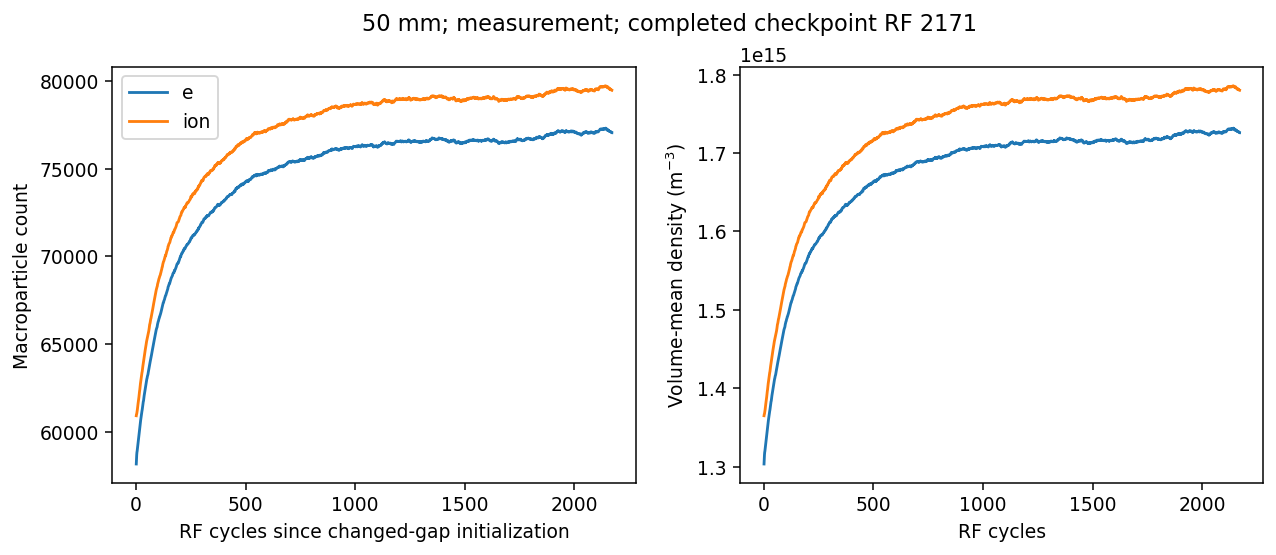 50 mm; measurement; completed checkpoint RF 2171
80000
75000
70000
65000
60000
Macroparticle count
e
ion
0 500 1000 1500 2000
RF cycles since changed-gap initialization
1e15
1.8
1.7
1.6
1.5
1.4
1.3
Volume-mean density (m⁻³)
0 500 1000 1500 2000
RF cycles